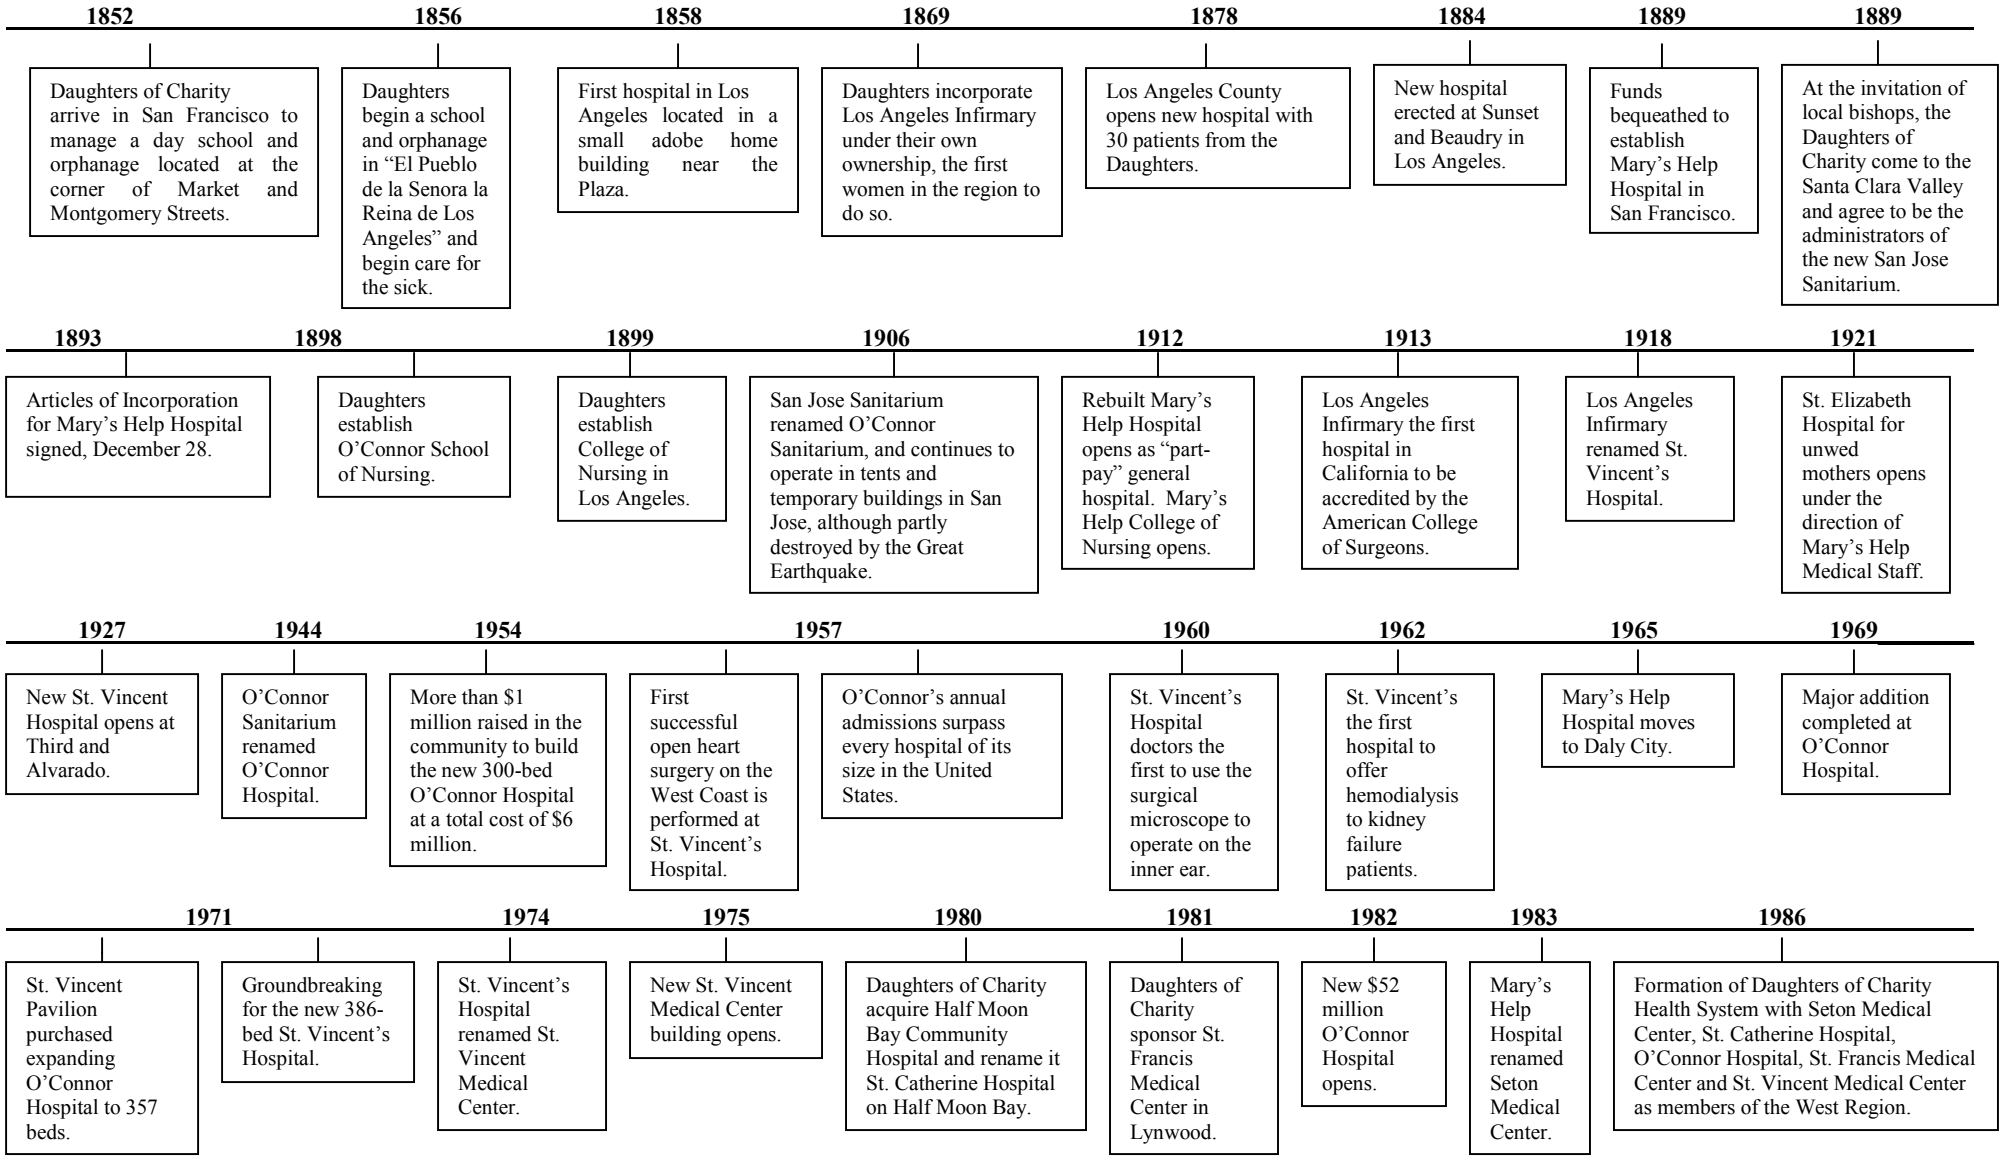 1852
1856
1858
1869
1878
1884
1889
1889
Daughters of Charity
arrive in San Francisco to
manage a day school and
orphanage located at the
corner of Market and
Montgomery Streets.
Daughters
begin a school
and orphanage
in “El Pueblo
de la Senora la
Reina de Los
Angeles” and
begin care for
the sick.
First hospital in Los
Angeles located in a
small adobe home
building near the
Plaza.
Daughters incorporate
Los Angeles Infirmary
under their own
ownership, the first
women in the region to
do so.
Los Angeles County
opens new hospital with
30 patients from the
Daughters.
New hospital
erected at Sunset
and Beaudry in
Los Angeles.
Funds
bequeathed to
establish
Mary’s Help
Hospital in
San Francisco.
At the invitation of
local bishops, the
Daughters of
Charity come to the
Santa Clara Valley
and agree to be the
administrators of
the new San Jose
Sanitarium.
1893
1898
1899
1906
1912
1913
1918
1921
Articles of Incorporation
for Mary’s Help Hospital
signed, December 28.
Daughters
establish
O’Connor School
of Nursing.
Daughters
establish
College of
Nursing in
Los Angeles.
San Jose Sanitarium
renamed O’Connor
Sanitarium, and continues to
operate in tents and
temporary buildings in San
Jose, although partly
destroyed by the Great
Earthquake.
Rebuilt Mary’s
Help Hospital
opens as “part-
pay” general
hospital.  Mary’s
Help College of
Nursing opens.
Los Angeles
Infirmary the first
hospital in
California to be
accredited by the
American College
of Surgeons.
Los Angeles
Infirmary
renamed St.
Vincent’s
Hospital.
St. Elizabeth
Hospital for
unwed
mothers opens
under the
direction of
Mary’s Help
Medical Staff.
1927
1944
1954
1957
1960
1962
1965
1969
New St. Vincent
Hospital opens at
Third and
Alvarado.
O’Connor
Sanitarium
renamed
O’Connor
Hospital.
More than $1
million raised in the
community to build
the new 300-bed
O’Connor Hospital
at a total cost of $6
million.
First
successful
open heart
surgery on the
West Coast is
performed at
St. Vincent’s
Hospital.
O’Connor’s annual
admissions surpass
every hospital of its
size in the United
States.
St. Vincent’s
Hospital
doctors the
first to use the
surgical
microscope to
operate on the
inner ear.
St. Vincent’s
the first
hospital to
offer
hemodialysis
to kidney
failure
patients.
Mary’s Help
Hospital moves
to Daly City.
Major addition
completed at
O’Connor
Hospital.
1971
1974
1975
1980
1981
1982
1983
1986
St. Vincent
Pavilion
purchased
expanding
O’Connor
Hospital to 357
beds.
Groundbreaking
for the new 386-
bed St. Vincent’s
Hospital.
St. Vincent’s
Hospital
renamed St.
Vincent
Medical
Center.
New St. Vincent
Medical Center
building opens.
Daughters of Charity
acquire Half Moon
Bay Community
Hospital and rename it
St. Catherine Hospital
on Half Moon Bay.
Daughters of
Charity
sponsor St.
Francis
Medical
Center in
Lynwood.
New $52
million
O’Connor
Hospital
opens.
Mary’s
Help
Hospital
renamed
Seton
Medical
Center.
Formation of Daughters of Charity
Health System with Seton Medical
Center, St. Catherine Hospital,
O’Connor Hospital, St. Francis Medical
Center and St. Vincent Medical Center
as members of the West Region.